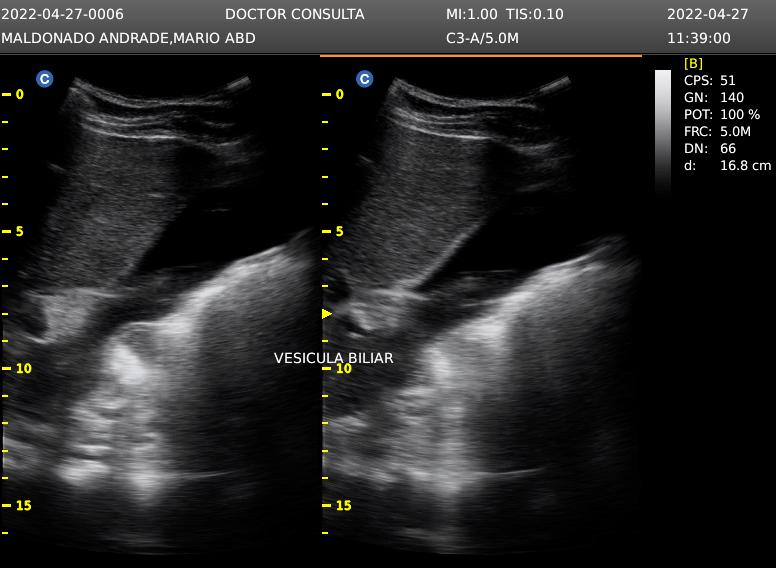 2022-04-27-0006 DOCTOR CONSULTA MI:1.00 TIS:0.10 2022-04-27
MALDONADO ANDRADE,MARIO ABD C3-A/5.0M 11:39:00
[B]
CPS: 51
GN: 140
POT: 100 %
FRC: 5.0M
DN: 66
d: 16.8 cm
C C
0 0
5 5
VESICULA BILIAR
10 10
15 15